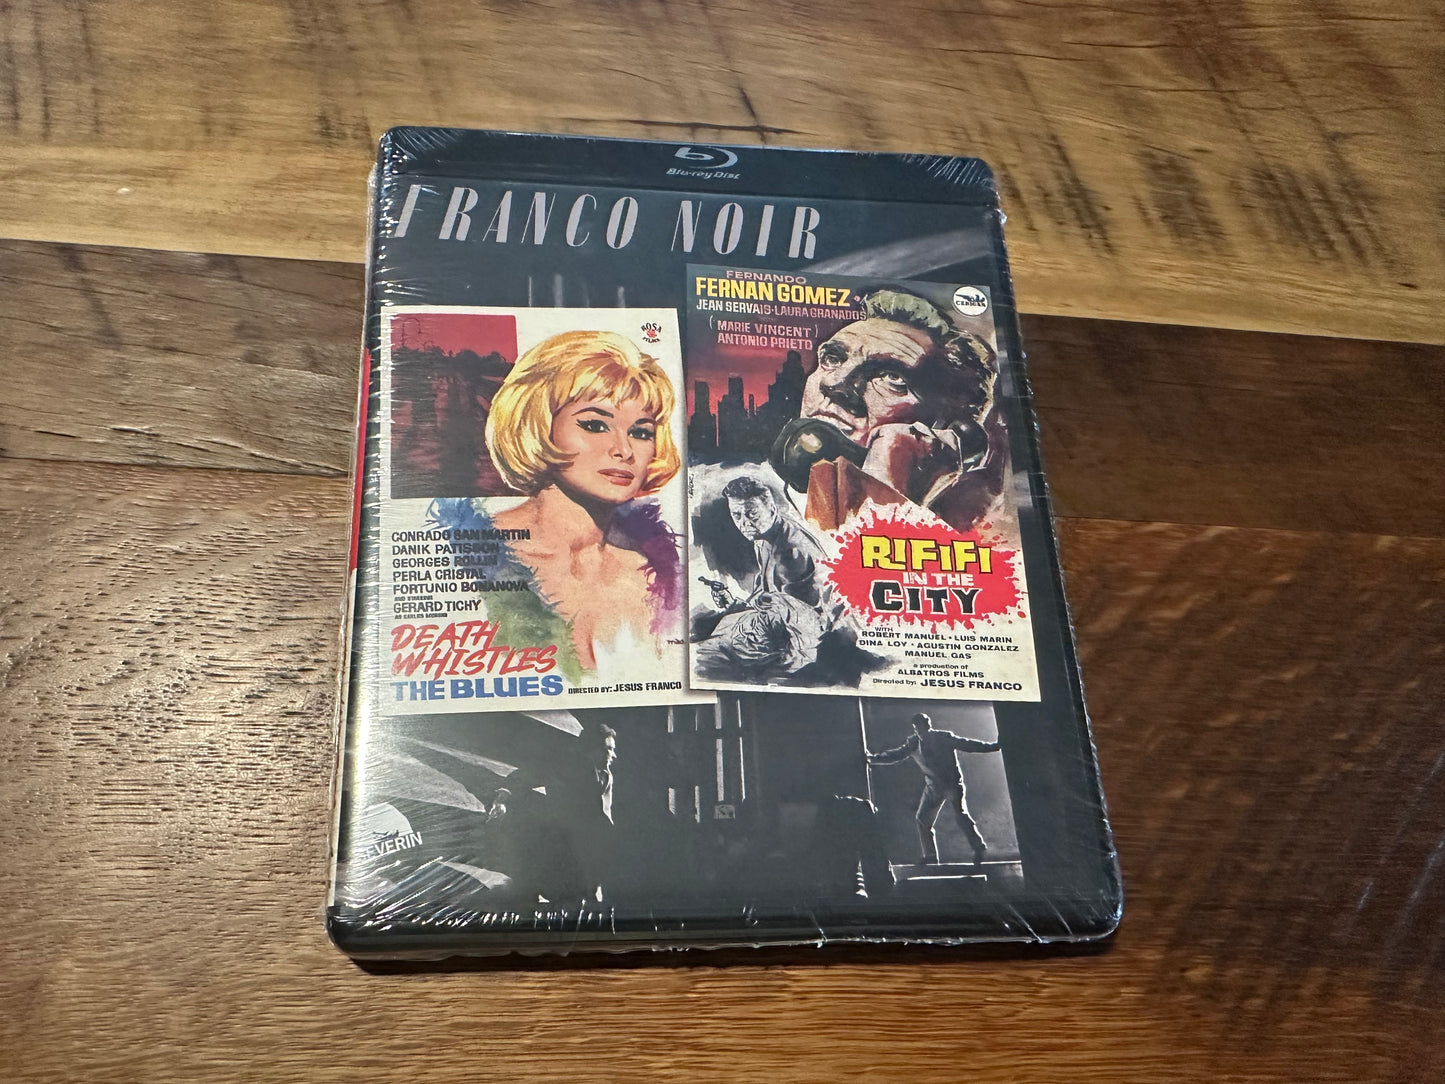 Blu-ray Disc
FRANCO NOIR
ROSA
FILMS
CONRADO SAN MARTIN
DANIK PATISSON
GEORGES ROLLIN
PERLA CRISTAL
FORTUNIO BONANOVA
GERARD TICHY
DEATH
WHISTLES
THE BLUES
DIRECTED BY: JESUS FRANCO
FERNANDO
FERNAN GOMEZ
JEAN SERVAIS·LAURA GRANADOS
(MARIE VINCENT)
ANTONIO PRIETO
RIFIFI
IN THE
CITY
WITH
ROBERT MANUEL · LUIS MARIN
DINA LOY · AGUSTIN GONZALEZ
MANUEL GAS
a production of
ALBATROS FILMS
Directed by: JESUS FRANCO
SEVERIN